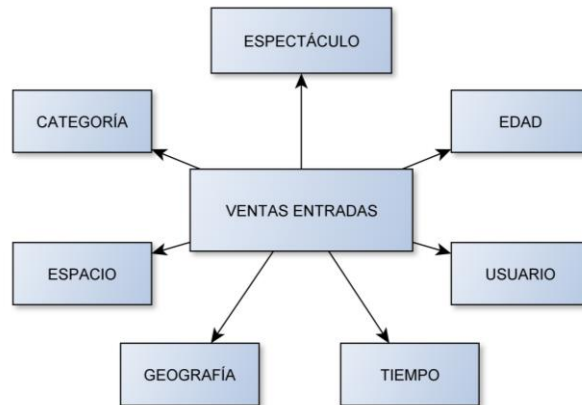 ESPECTÁCULO
CATEGORÍA
EDAD
VENTAS ENTRADAS
ESPACIO
USUARIO
GEOGRAFÍA
TIEMPO